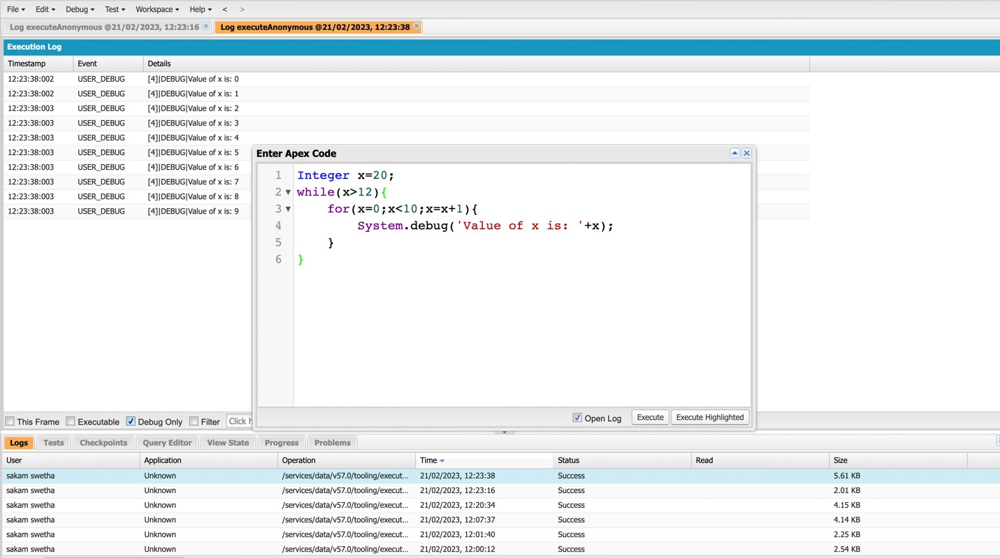 File Edit Debug Test Workspace Help < >
Log executeAnonymous @21/02/2023, 12:23:16 Log executeAnonymous @21/02/2023, 12:23:38
Execution Log
Timestamp Event Details
12:23:38:002 USER_DEBUG [4]|DEBUG|Value of x is: 0
12:23:38:002 USER_DEBUG [4]|DEBUG|Value of x is: 1
12:23:38:003 USER_DEBUG [4]|DEBUG|Value of x is: 2
12:23:38:003 USER_DEBUG [4]|DEBUG|Value of x is: 3
12:23:38:003 USER_DEBUG [4]|DEBUG|Value of x is: 4
12:23:38:003 USER_DEBUG [4]|DEBUG|Value of x is: 5
12:23:38:003 USER_DEBUG [4]|DEBUG|Value of x is: 6
12:23:38:003 USER_DEBUG [4]|DEBUG|Value of x is: 7
12:23:38:003 USER_DEBUG [4]|DEBUG|Value of x is: 8
12:23:38:003 USER_DEBUG [4]|DEBUG|Value of x is: 9
Enter Apex Code
1 Integer x=20;
2 while(x>12){
3 for(x=0;x<10;x=x+1){
4 System.debug('Value of x is: '+x);
5 }
6 }
Open Log Execute Execute Highlighted
This Frame Executable Debug Only Filter Click h
Logs Tests Checkpoints Query Editor View State Progress Problems
User Application Operation Time Status Read Size
sakam swetha Unknown /services/data/v57.0/tooling/execut... 21/02/2023, 12:23:38 Success 5.61 KB
sakam swetha Unknown /services/data/v57.0/tooling/execut... 21/02/2023, 12:23:16 Success 2.01 KB
sakam swetha Unknown /services/data/v57.0/tooling/execut... 21/02/2023, 12:20:34 Success 4.15 KB
sakam swetha Unknown /services/data/v57.0/tooling/execut... 21/02/2023, 12:07:37 Success 4.14 KB
sakam swetha Unknown /services/data/v57.0/tooling/execut... 21/02/2023, 12:01:40 Success 2.25 KB
sakam swetha Unknown /services/data/v57.0/tooling/execut... 21/02/2023, 12:00:12 Success 2.54 KB